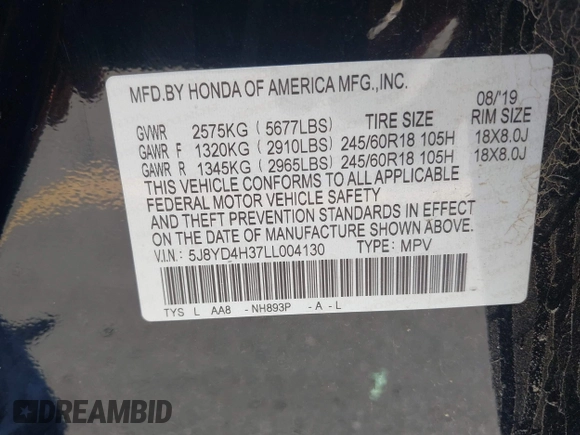 MFD.BY HONDA OF AMERICA MFG.,INC. 08/'19
GVWR 2575KG ( 5677LBS) TIRE SIZE RIM SIZE
GAWR F 1320KG ( 2910LBS) 245/60R18 105H 18X8.0J
GAWR R 1345KG ( 2965LBS) 245/60R18 105H 18X8.0J
THIS VEHICLE CONFORMS TO ALL APPLICABLE
FEDERAL MOTOR VEHICLE SAFETY
AND THEFT PREVENTION STANDARDS IN EFFECT
ON THE DATE OF MANUFACTURE SHOWN ABOVE.
V.I.N.: 5J8YD4H37LL004130 TYPE: MPV
TYS L AA8 - NH893P - A - L
DREAMBID